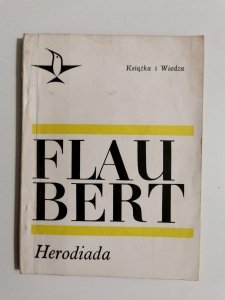 Książka i Wiedza
FLAU
BERT
Herodiada